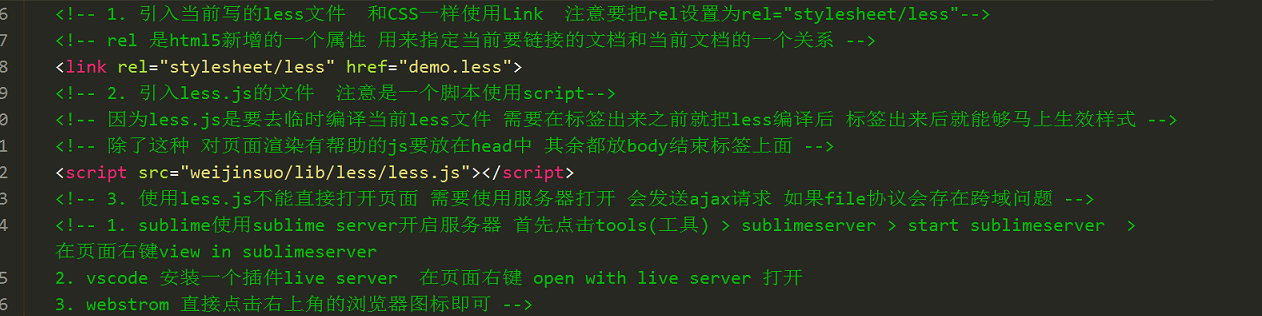 6 <!-- 1. 引入当前写的less文件  和CSS一样使用Link  注意要把rel设置为rel="stylesheet/less"-->
7 <!-- rel 是html5新增的一个属性 用来指定当前要链接的文档和当前文档的一个关系 -->
8 <link rel="stylesheet/less" href="demo.less">
9 <!-- 2. 引入less.js的文件  注意是一个脚本使用script-->
0 <!-- 因为less.js是要去临时编译当前less文件 需要在标签出来之前就把less编译后 标签出来后就能够马上生效样式 -->
1 <!-- 除了这种 对页面渲染有帮助的js要放在head中 其余都放body结束标签上面 -->
2 <script src="weijinsuo/lib/less/less.js"></script>
3 <!-- 3. 使用less.js不能直接打开页面 需要使用服务器打开 会发送ajax请求 如果file协议会存在跨域问题 -->
4 <!-- 1. sublime使用sublime server开启服务器 首先点击tools(工具) > sublimeserver > start sublimeserver  >
在页面右键view in sublimeserver
5 2. vscode 安装一个插件live server  在页面右键 open with live server 打开
6 3. webstrom 直接点击右上角的浏览器图标即可 -->